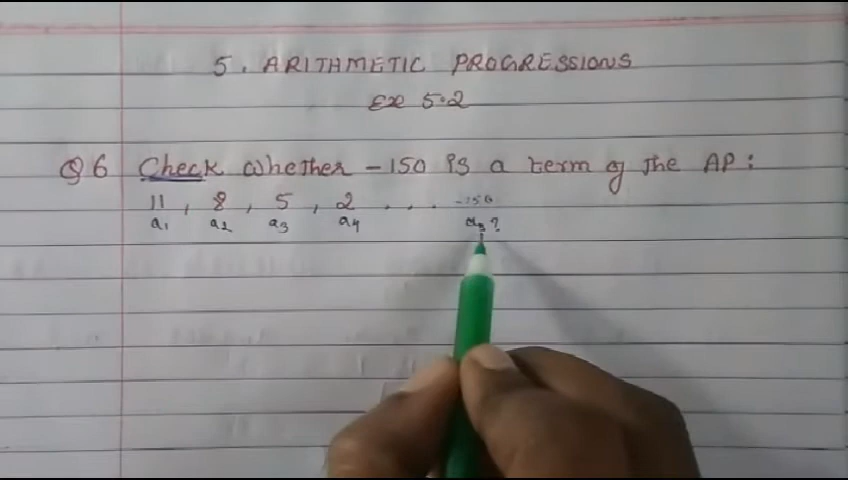 5. ARITHMETIC PROGRESSIONS
Ex 5.2
Q 6 Check whether -150 is a term of the AP:
11, 8, 5, 2 . . . -150
a1 a2 a3 a4 ?